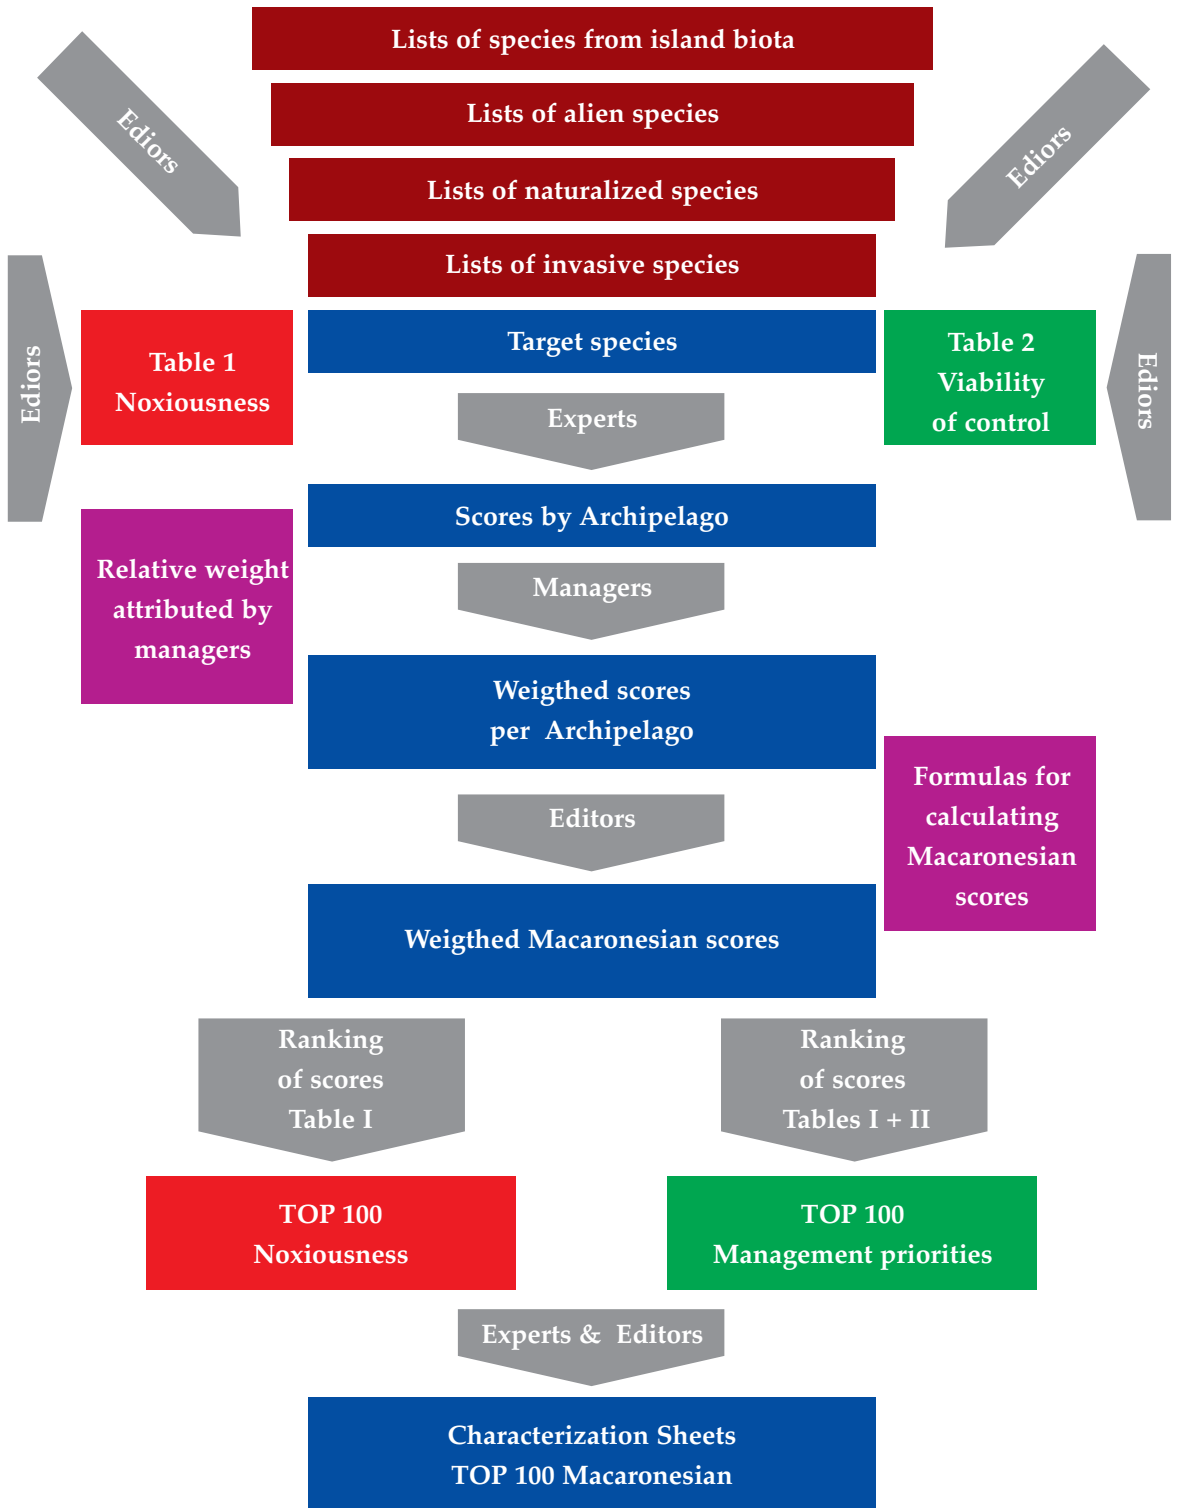 Lists of species from island biota
Lists of alien species
Ediors
Ediors
Lists of naturalized species
Lists of invasive species
Ediors
Table 1
Noxiousness
Target species
Table 2
Viability
of control
Ediors
Experts
Scores by Archipelago
Relative weight
attributed by
managers
Managers
Weigthed scores
per Archipelago
Formulas for
calculating
Macaronesian
scores
Editors
Weigthed Macaronesian scores
Ranking
of scores
Table I
Ranking
of scores
Tables I + II
TOP 100
Noxiousness
TOP 100
Management priorities
Experts & Editors
Characterization Sheets
TOP 100 Macaronesian